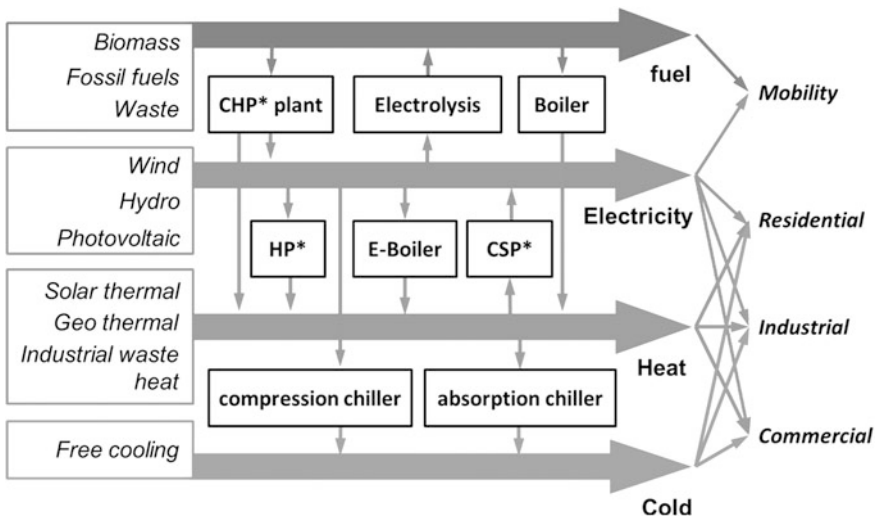 Biomass
Fossil fuels
Waste
CHP* plant
Electrolysis
Boiler
fuel
Mobility
Wind
Hydro
Photovoltaic
Electricity
HP*
E-Boiler
CSP*
Residential
Solar thermal
Geo thermal
Industrial waste
heat
Heat
Industrial
compression chiller
absorption chiller
Free cooling
Cold
Commercial